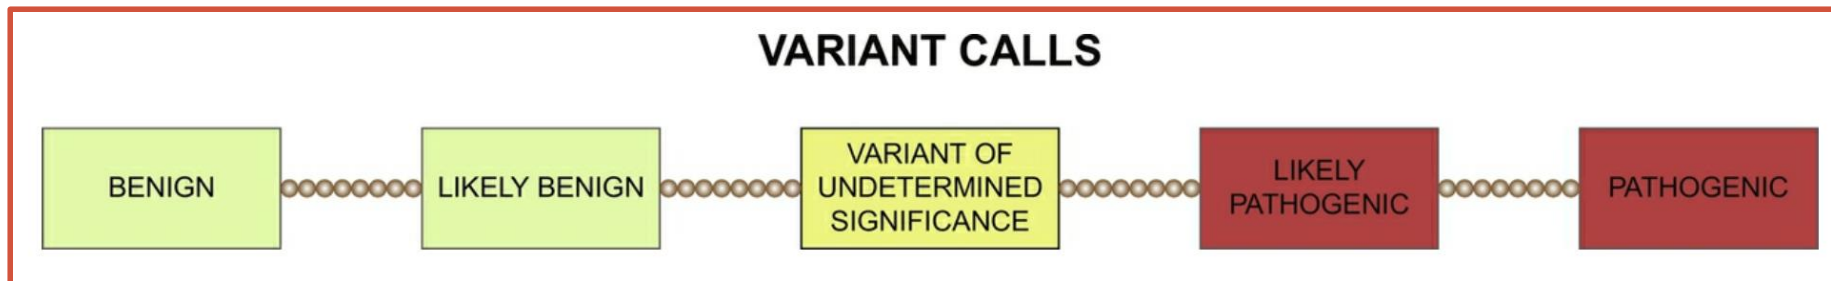 VARIANT CALLS
BENIGN
LIKELY BENIGN
VARIANT OF
UNDETERMINED
SIGNIFICANCE
LIKELY
PATHOGENIC
PATHOGENIC